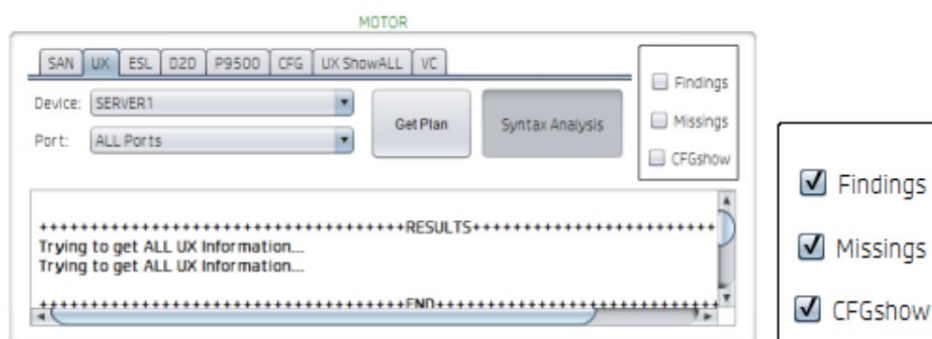 MOTOR
SAN UX ESL D2D P9500 CFG UX ShowALL VC
Findings
Device: SERVER1
Get Plan
Syntax Analysis
Missings
Port: ALL Ports
CFGshow
++++++++++++++++++++++++++++++++++++++++RESULTS+++++++++++++++++++++++++++
Trying to get ALL UX Information...
Trying to get ALL UX Information...
++++++++++++++++++++++++++++++++++++++++END++++++++++++++++++++++++++++++
Findings
Missings
CFGshow